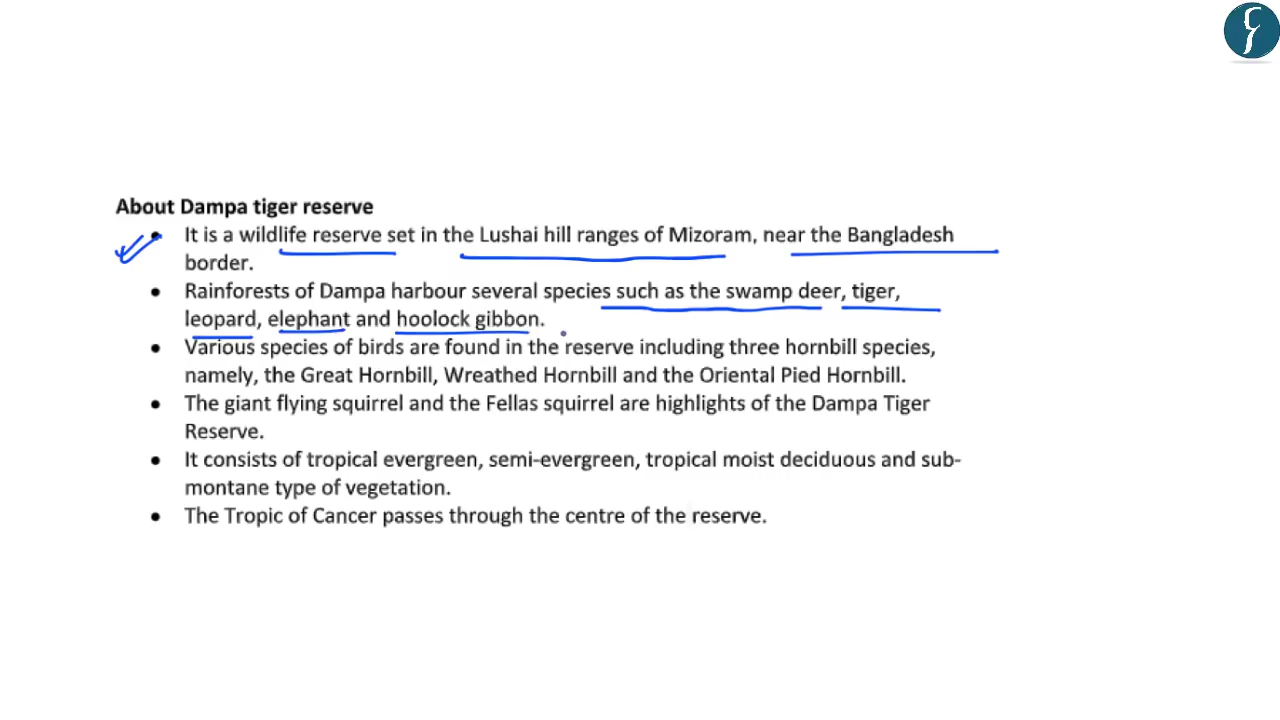 About Dampa tiger reserve
• It is a wildlife reserve set in the Lushai hill ranges of Mizoram, near the Bangladesh
border.
• Rainforests of Dampa harbour several species such as the swamp deer, tiger,
leopard, elephant and hoolock gibbon.
• Various species of birds are found in the reserve including three hornbill species,
namely, the Great Hornbill, Wreathed Hornbill and the Oriental Pied Hornbill.
• The giant flying squirrel and the Fellas squirrel are highlights of the Dampa Tiger
Reserve.
• It consists of tropical evergreen, semi-evergreen, tropical moist deciduous and sub-
montane type of vegetation.
• The Tropic of Cancer passes through the centre of the reserve.